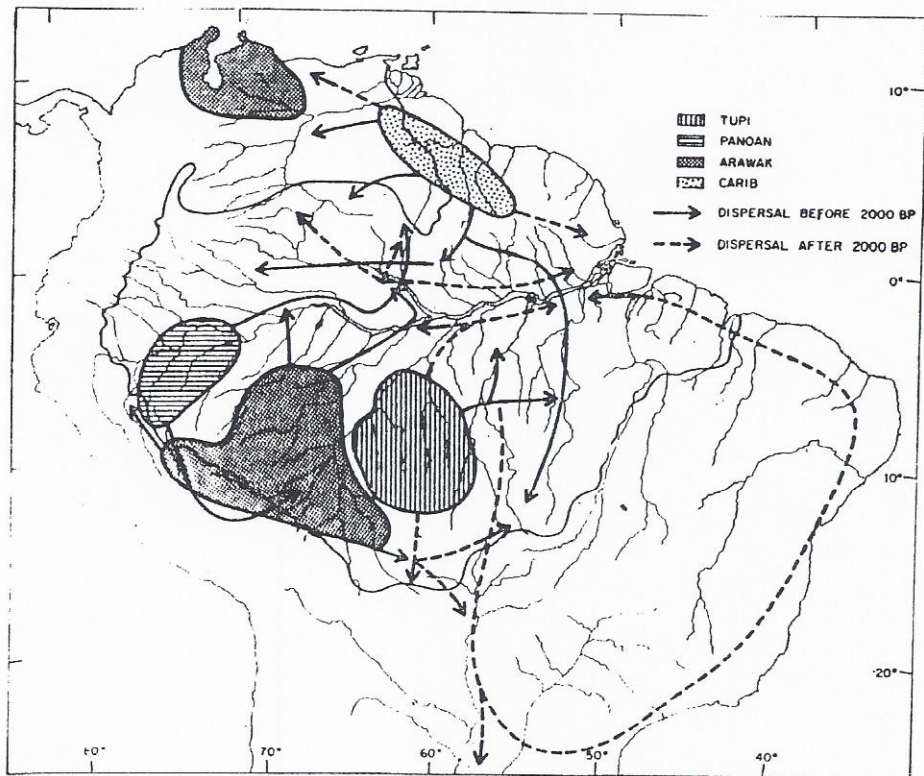 10°
TUPI
PANOAN
ARAWAK
CARIB
DISPERSAL BEFORE 2000 BP
DISPERSAL AFTER 2000 BP
0°
10°
20°
70° 60° 50° 40°